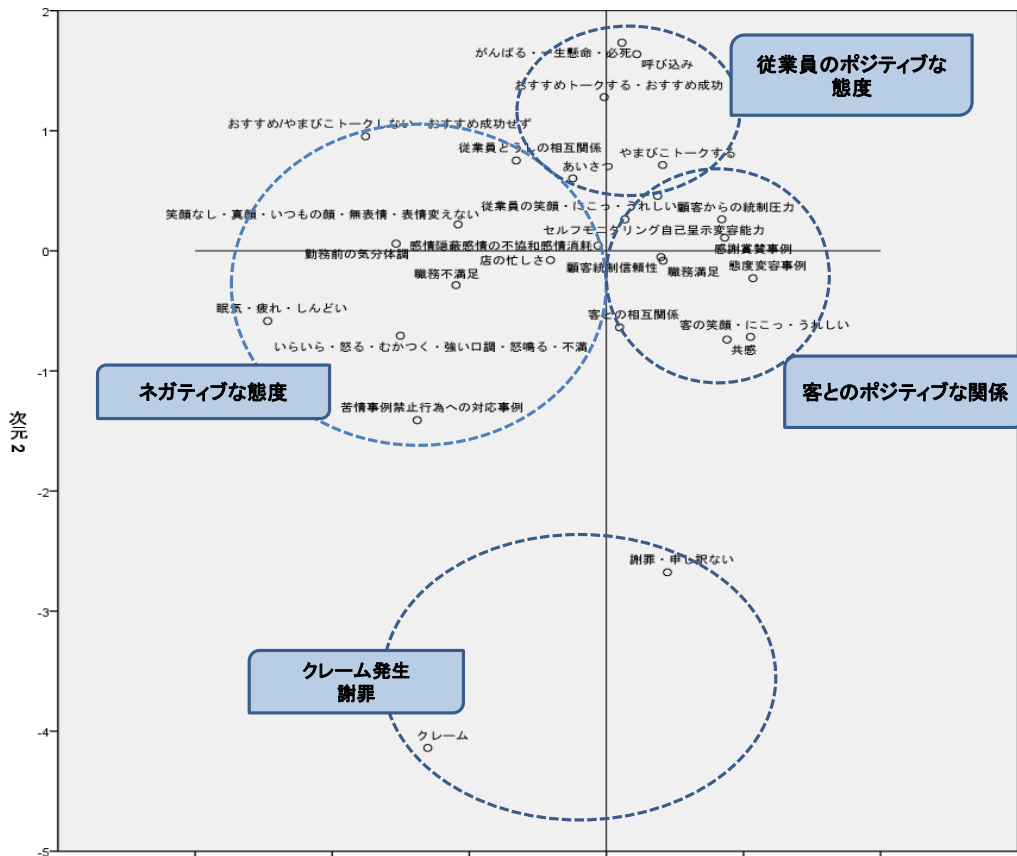 2
がんばる・一生懸命・必死
呼び込み
従業員のポジティブな
態度
おすすめトークする・おすすめ成功
おすすめ/やまびこトークしない・おすすめ成功せず
1
従業員どうしの相互関係
やまびこトークする
あいさつ
笑顔なし・真顔・いつもの顔・無表情・表情変えない
従業員の笑顔・にこっ・うれしい
顧客からの統制圧力
セルフモニタリング自己呈示変容能力
0
勤務前の気分体調
感情隠蔽感情の不協和感情消耗
感謝賞賛事例
店の忙しさ
顧客統制信頼性
職務満足
態度変容事例
職務不満足
眠気・疲れ・しんどい
客との相互関係
客の笑顔・にこっ・うれしい
いらいら・怒る・むかつく・強い口調・怒鳴る・不満
共感
-1
ネガティブな態度
客とのポジティブな関係
苦情事例禁止行為への対応事例
次元 2
-2
謝罪・申し訳ない
-3
クレーム発生
謝罪
クレーム
-4
-5